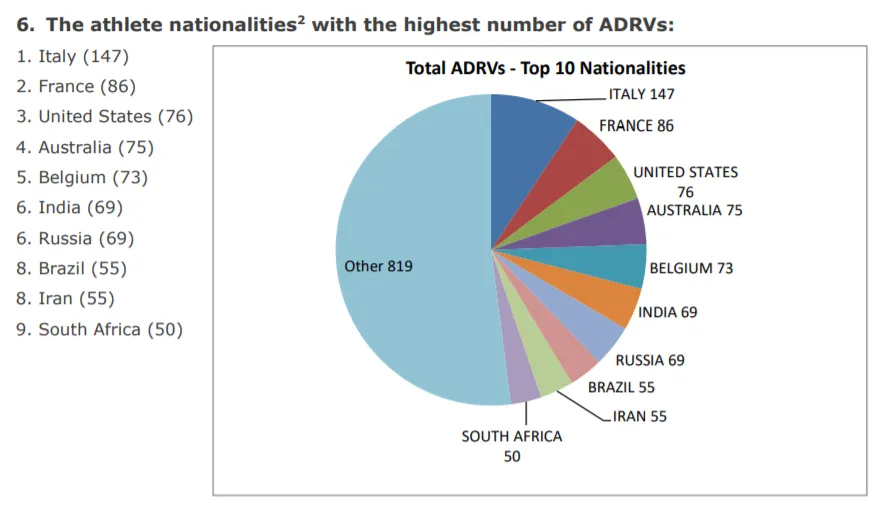 6. The athlete nationalities² with the highest number of ADRVs:
1. Italy (147)
2. France (86)
3. United States (76)
4. Australia (75)
5. Belgium (73)
6. India (69)
6. Russia (69)
8. Brazil (55)
8. Iran (55)
9. South Africa (50)
Total ADRVs - Top 10 Nationalities
ITALY 147
FRANCE 86
UNITED STATES
76
AUSTRALIA 75
BELGIUM 73
INDIA 69
RUSSIA 69
BRAZIL 55
IRAN 55
SOUTH AFRICA
50
Other 819